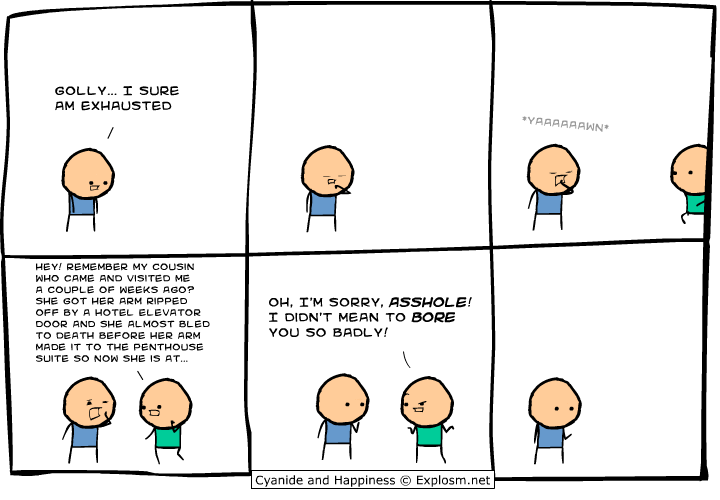 GOLLY... I SURE
AM EXHAUSTED
*YAAAAAAWN*
HEY! REMEMBER MY COUSIN
WHO CAME AND VISITED ME
A COUPLE OF WEEKS AGO?
SHE GOT HER ARM RIPPED
OFF BY A HOTEL ELEVATOR
DOOR AND SHE ALMOST BLED
TO DEATH BEFORE HER ARM
MADE IT TO THE PENTHOUSE
SUITE SO NOW SHE IS AT...
OH, I'M SORRY, ASSHOLE!
I DIDN'T MEAN TO BORE
YOU SO BADLY!
Cyanide and Happiness © Explosm.net